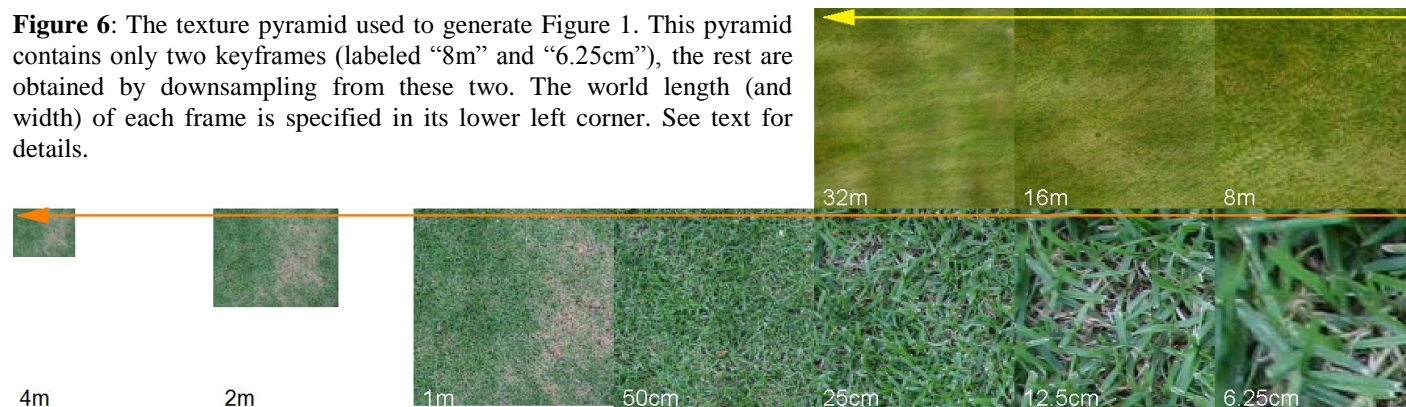 Figure 6: The texture pyramid used to generate Figure 1. This pyramid
contains only two keyframes (labeled “8m” and “6.25cm”), the rest are
obtained by downsampling from these two. The world length (and
width) of each frame is specified in its lower left corner. See text for
details.
32m 16m 8m
4m 2m 1m 50cm 25cm 12.5cm 6.25cm